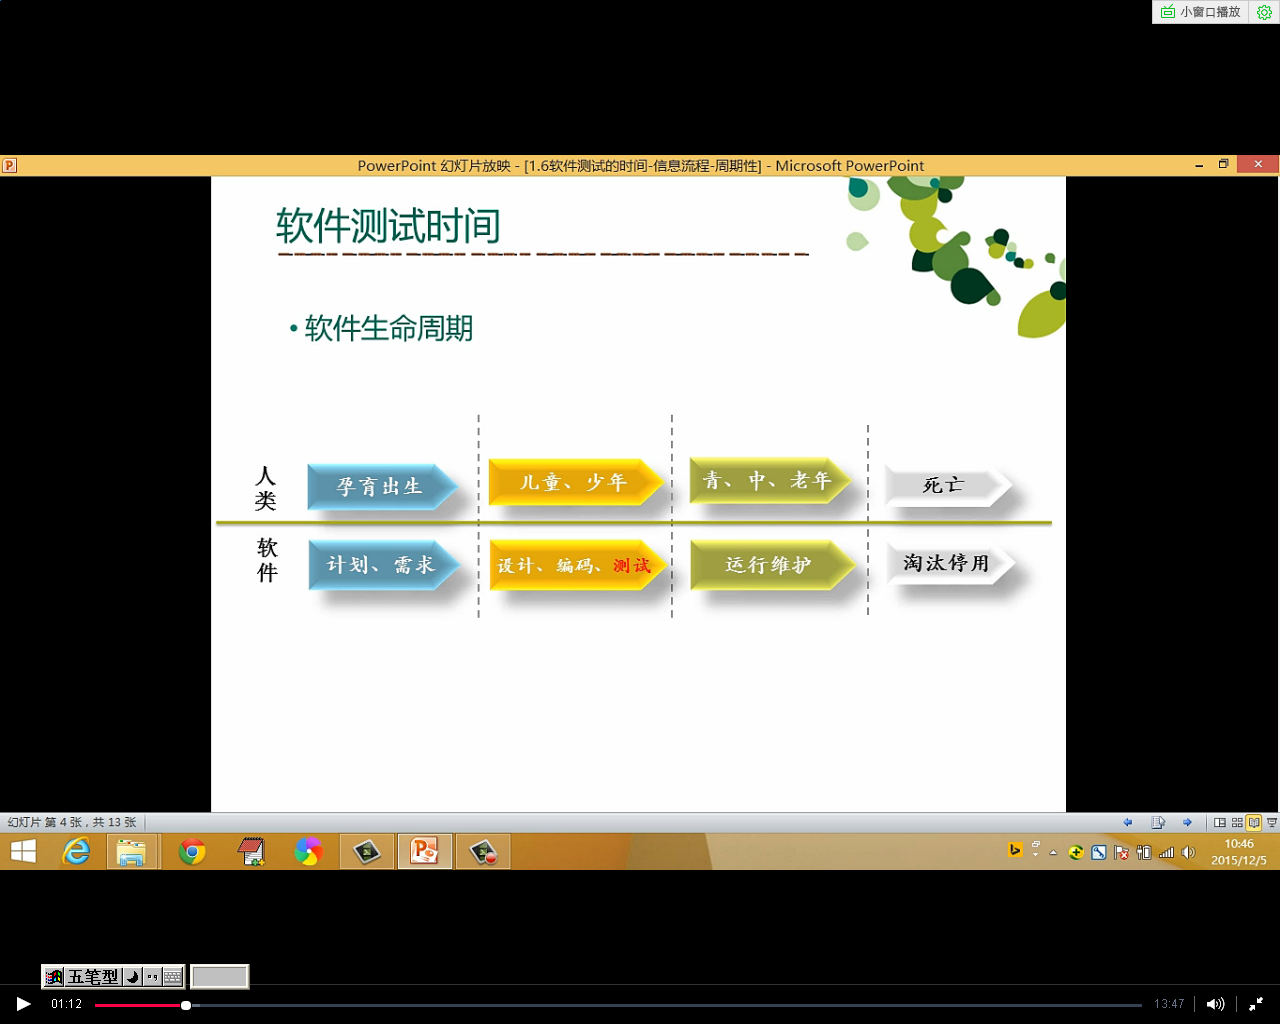 小窗口播放
PowerPoint 幻灯片放映 - [1.6软件测试的时间-信息流程-周期性] - Microsoft PowerPoint
软件测试时间
• 软件生命周期
人类
孕育出生
儿童、少年
青、中、老年
死亡
软件
计划、需求
设计、编码、测试
运行维护
淘汰停用
幻灯片 第 4 张，共 13 张
10:46
2015/12/5
五笔型
01:12
13:47